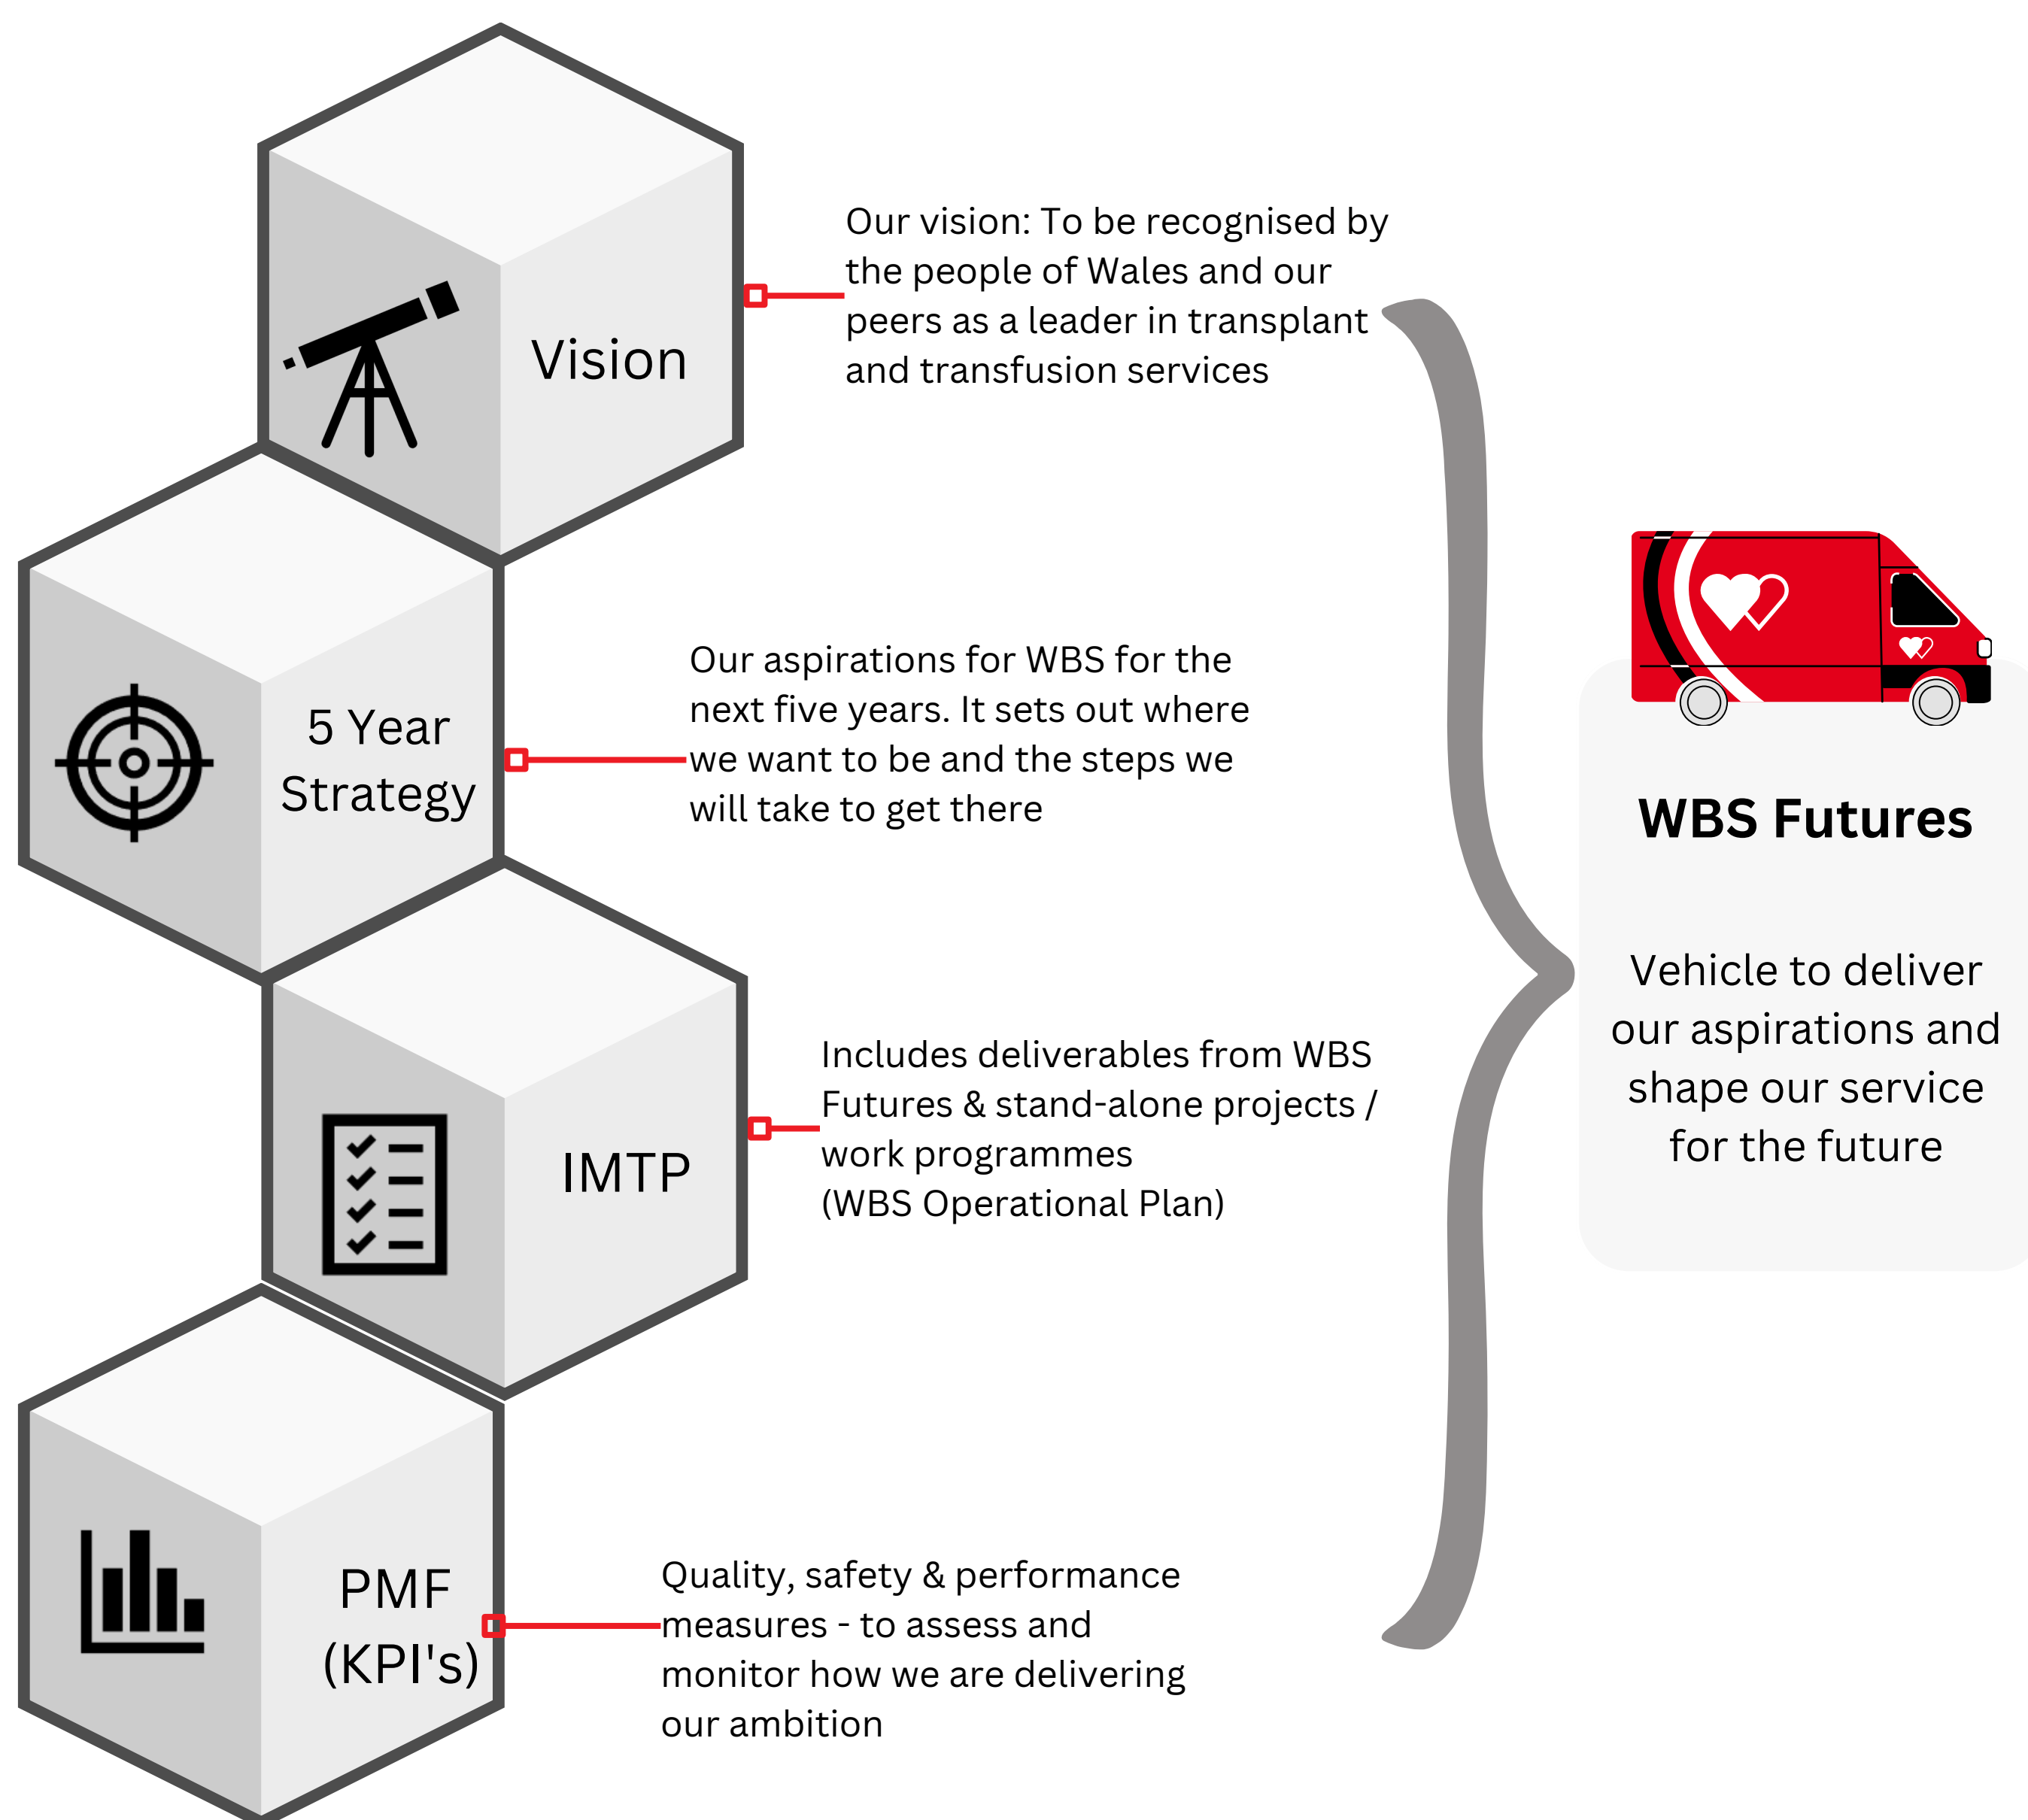 Vision
Our vision: To be recognised by
the people of Wales and our
peers as a leader in transplant
and transfusion services
5 Year
Strategy
Our aspirations for WBS for the
next five years. It sets out where
we want to be and the steps we
will take to get there
IMTP
Includes deliverables from WBS
Futures & stand-alone projects /
work programmes
(WBS Operational Plan)
PMF
(KPI's)
Quality, safety & performance
measures - to assess and
monitor how we are delivering
our ambition
WBS Futures
Vehicle to deliver
our aspirations and
shape our service
for the future